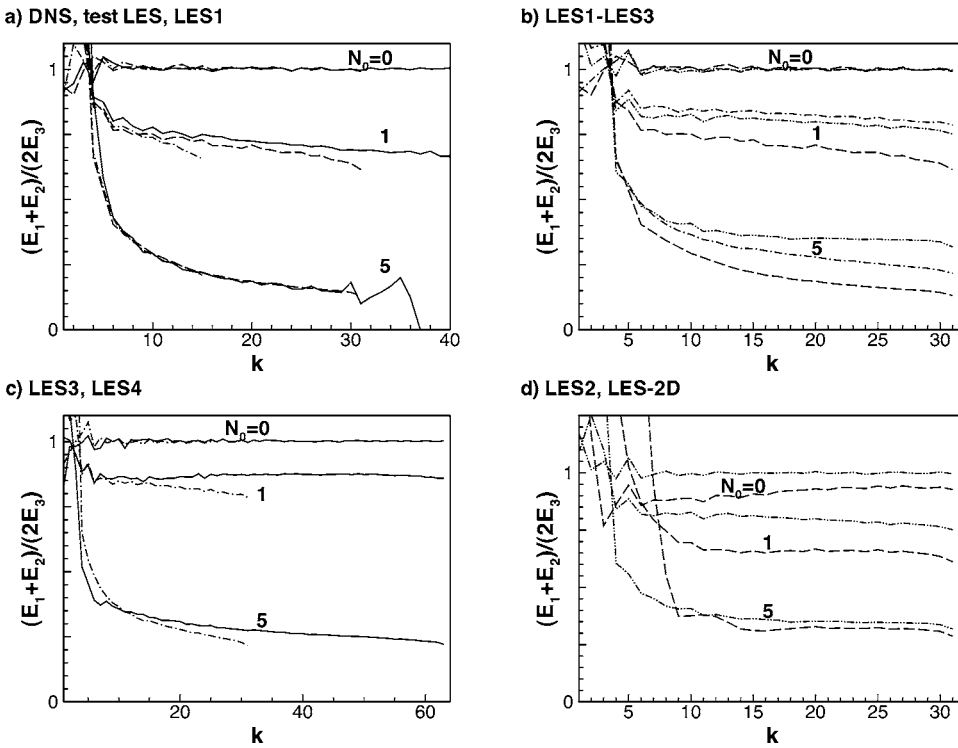 a) DNS, test LES, LES1
(E1+E2)/(2E3)
1
0
N0=0
1
5
10
20
30
40
k
b) LES1-LES3
(E1+E2)/(2E3)
1
0
N0=0
1
5
5
10
15
20
25
30
k
c) LES3, LES4
(E1+E2)/(2E3)
1
0
N0=0
1
5
20
40
60
k
d) LES2, LES-2D
(E1+E2)/(2E3)
1
0
N0=0
1
5
5
10
15
20
25
30
k